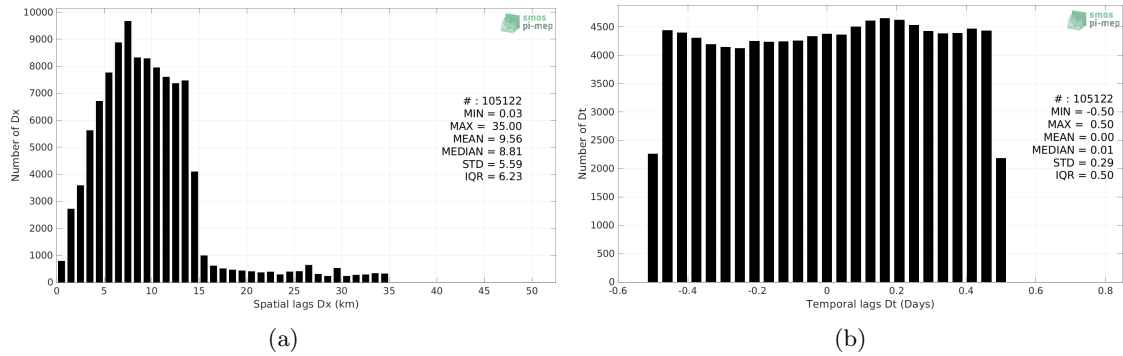 smos
pi-mep
10000
9000
8000
7000
6000
5000
4000
3000
2000
1000
0
Number of Dx
# : 105122
MIN = 0.03
MAX = 35.00
MEAN = 9.56
MEDIAN = 8.81
STD = 5.59
IQR = 6.23
0 5 10 15 20 25 30 35 40 45 50
Spatial lags Dx (km)
(a)
smos
pi-mep
4500
4000
3500
3000
2500
2000
1500
1000
500
0
Number of Dt
# : 105122
MIN = -0.50
MAX = 0.50
MEAN = 0.00
MEDIAN = 0.01
STD = 0.29
IQR = 0.50
-0.6 -0.4 -0.2 0 0.2 0.4 0.6 0.8
Temporal lags Dt (Days)
(b)